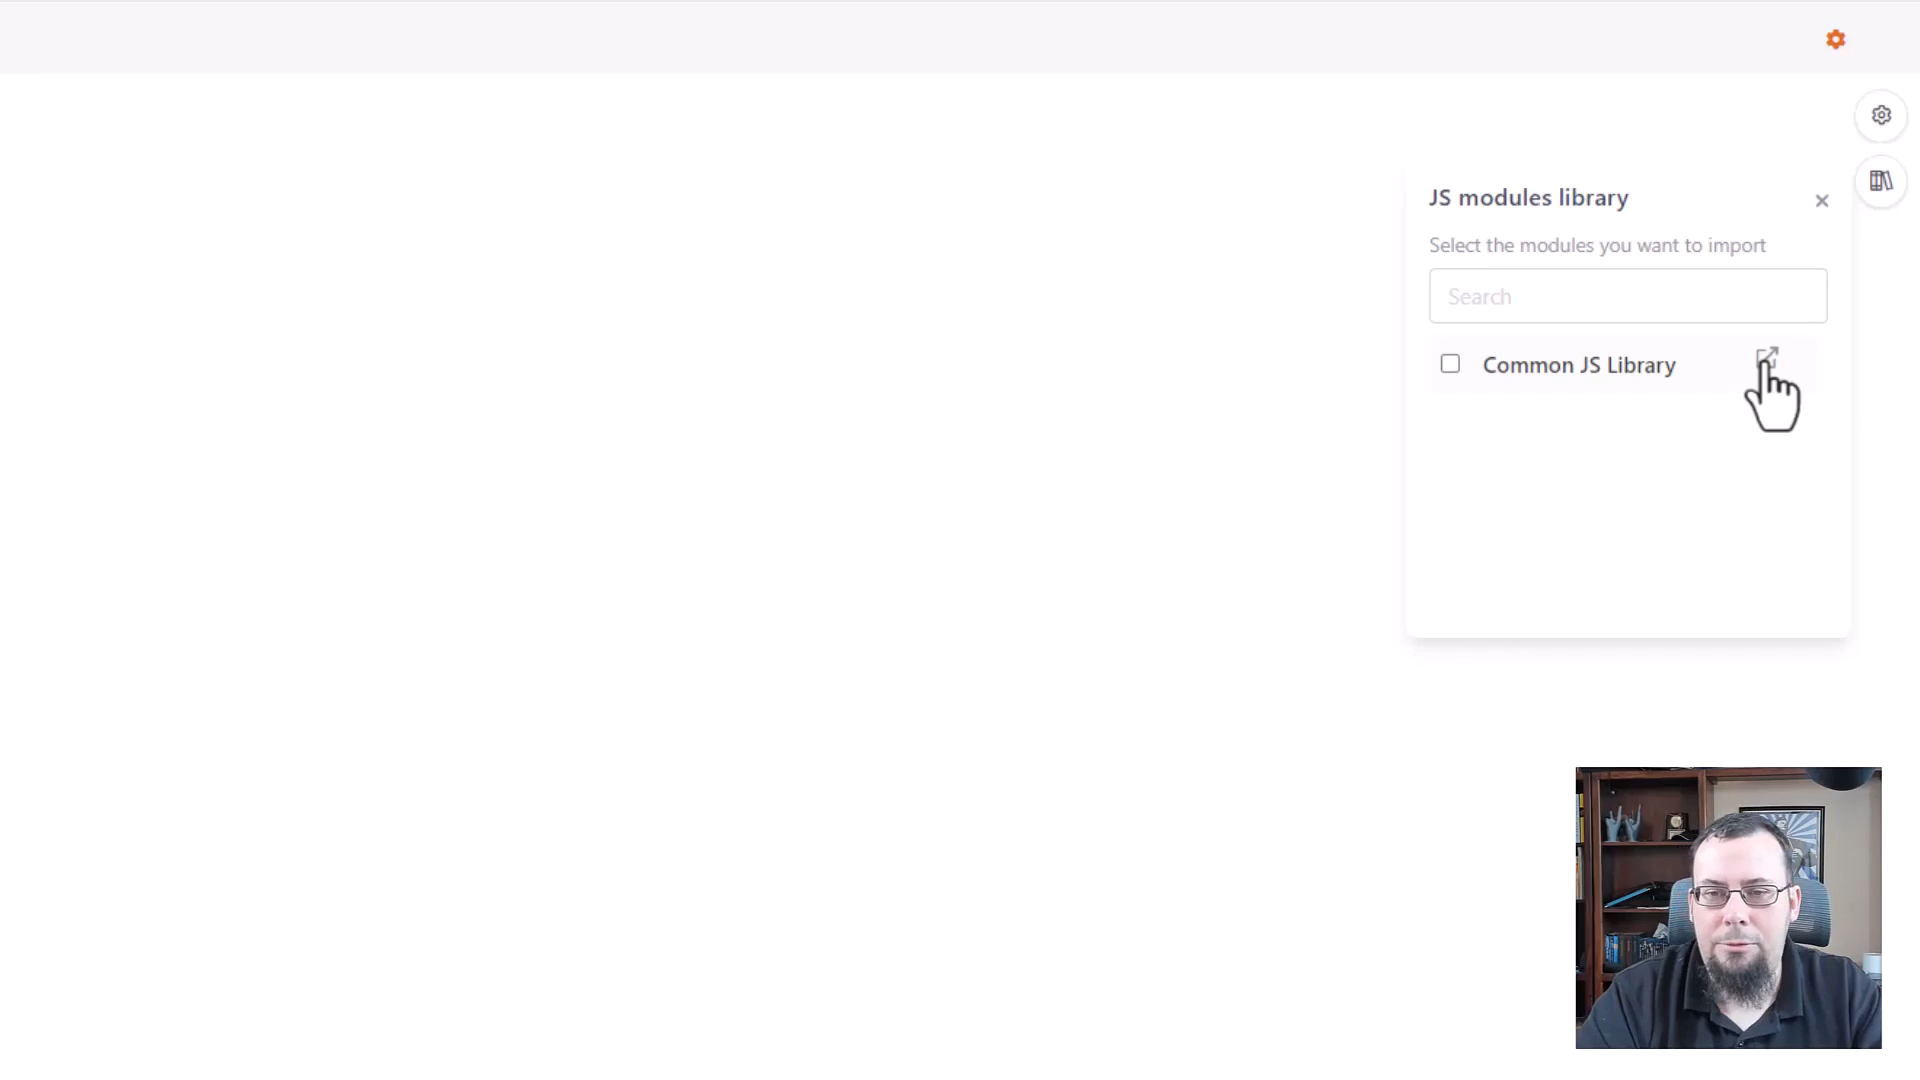 JS modules library
Select the modules you want to import
Search
Common JS Library